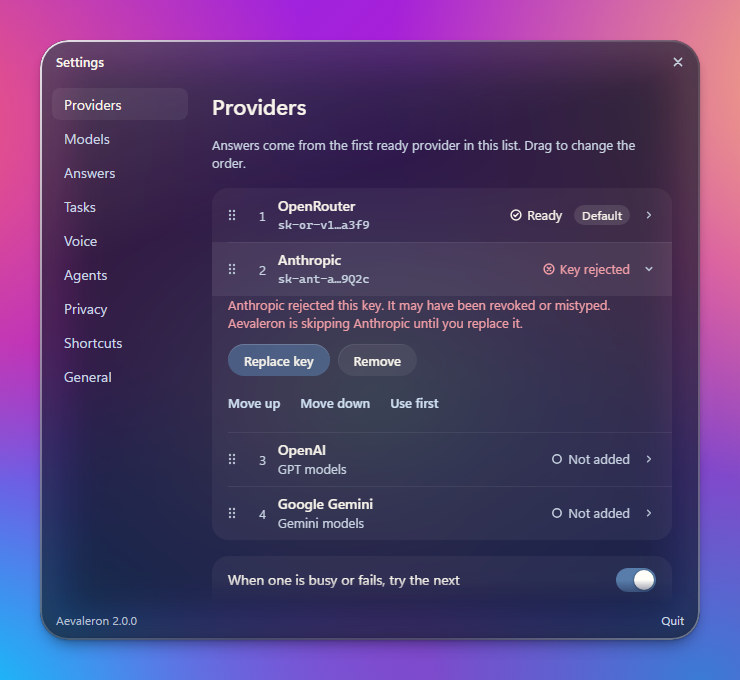 Settings
Providers
Models
Answers
Tasks
Voice
Agents
Privacy
Shortcuts
General
Providers
Answers come from the first ready provider in this list. Drag to change the
order.
1
OpenRouter
sk-or-v1…a3f9
Ready
Default
2
Anthropic
sk-ant-a…9Q2c
Key rejected
Anthropic rejected this key. It may have been revoked or mistyped.
Aevaleron is skipping Anthropic until you replace it.
Replace key
Remove
Move up
Move down
Use first
3
OpenAI
GPT models
Not added
4
Google Gemini
Gemini models
Not added
When one is busy or fails, try the next
Aevaleron 2.0.0
Quit